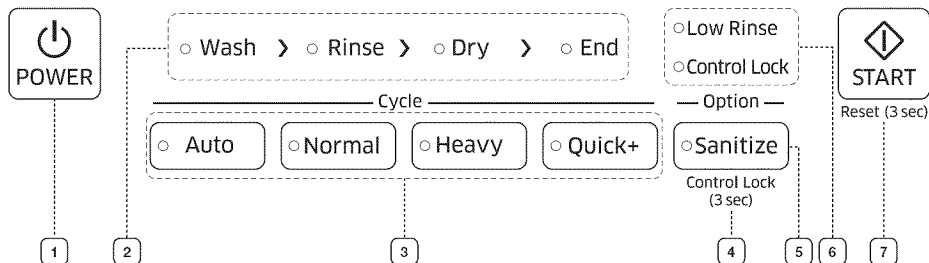 POWER
Wash > Rinse > Dry > End
Low Rinse
Control Lock
START
Reset (3 sec)
Cycle
Option
Auto Normal Heavy Quick+ Sanitize
Control Lock
(3 sec)
1 2 3 4 5 6 7